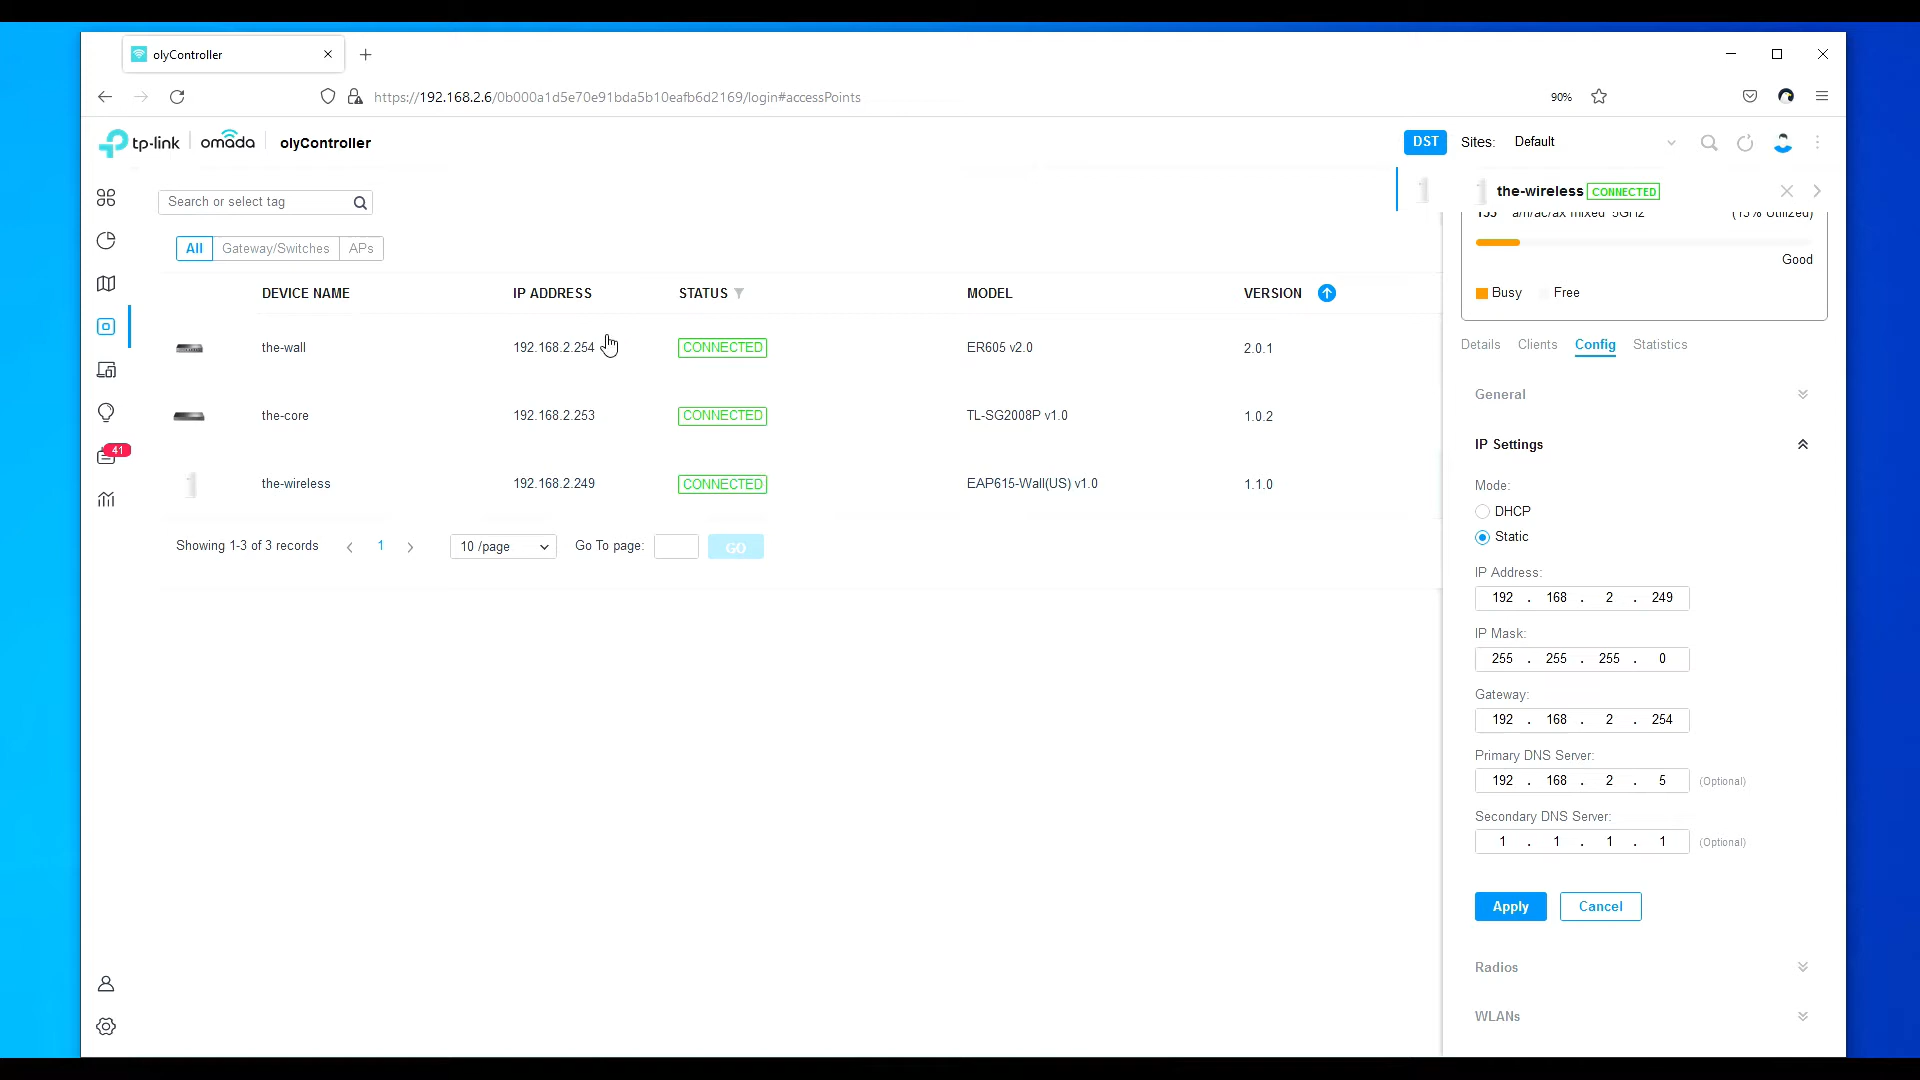 olyController
https://192.168.2.6/0b000a1d5e70e91bda5b10eafb6d2169/login#accessPoints
90%
tp-link
omada
olyController
DST
Sites:
Default
Search or select tag
the-wireless
CONNECTED
All
Gateway/Switches
APs
153 a/n/ac/ax mixed 5GHz
(13% Utilized)
Good
Busy
Free
DEVICE NAME
IP ADDRESS
STATUS
MODEL
VERSION
the-wall
192.168.2.254
CONNECTED
ER605 v2.0
2.0.1
the-core
192.168.2.253
CONNECTED
TL-SG2008P v1.0
1.0.2
the-wireless
192.168.2.249
CONNECTED
EAP615-Wall(US) v1.0
1.1.0
Showing 1-3 of 3 records
1
10 /page
Go To page:
GO
41
Details
Clients
Config
Statistics
General
IP Settings
Mode:
DHCP
Static
IP Address:
192 . 168 . 2 . 249
IP Mask:
255 . 255 . 255 . 0
Gateway:
192 . 168 . 2 . 254
Primary DNS Server:
192 . 168 . 2 . 5
(Optional)
Secondary DNS Server:
1 . 1 . 1 . 1
(Optional)
Apply
Cancel
Radios
WLANs